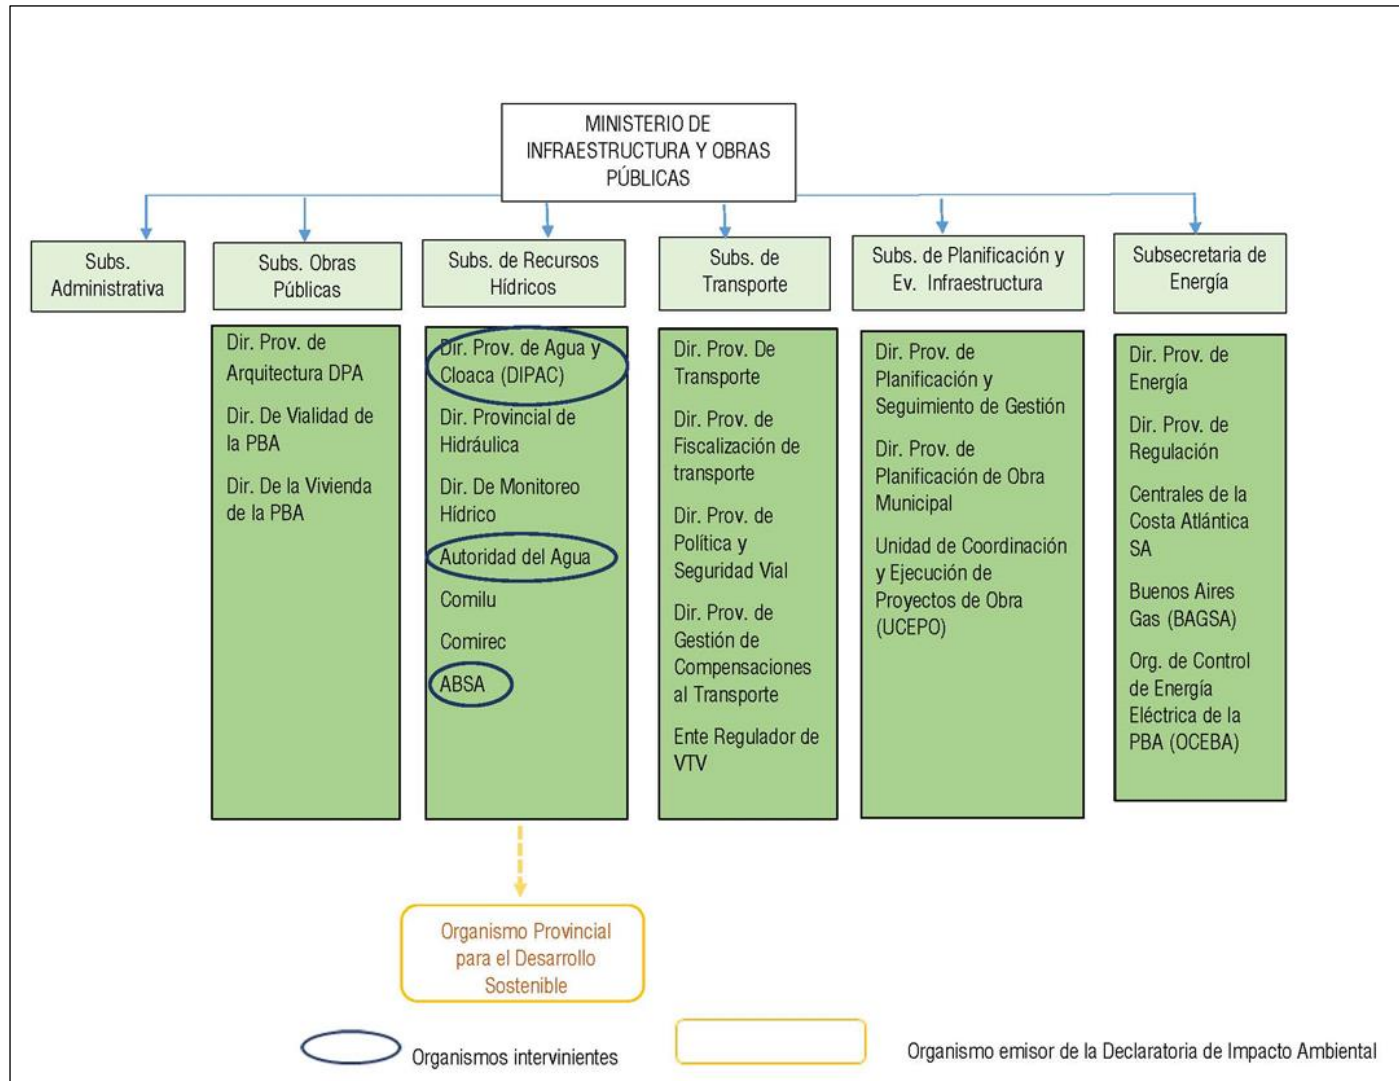 MINISTERIO DE
INFRAESTRUCTURA Y OBRAS
PÚBLICAS
Subs.
Administrativa
Subs. Obras
Públicas
Subs. de Recursos
Hídricos
Subs. de
Transporte
Subs. de Planificación y
Ev. Infraestructura
Subsecretaria de
Energía
Dir. Prov. de
Arquitectura DPA
Dir. De Vialidad de
la PBA
Dir. De la Vivienda
de la PBA
Dir. Prov. de Agua y
Cloaca (DIPAC)
Dir. Provincial de
Hidráulica
Dir. De Monitoreo
Hídrico
Autoridad del Agua
Comilu
Comirec
ABSA
Dir. Prov. De
Transporte
Dir. Prov. de
Fiscalización de
transporte
Dir. Prov. de
Política y
Seguridad Vial
Dir. Prov. de
Gestión de
Compensaciones
al Transporte
Ente Regulador de
VTV
Dir. Prov. de
Planificación y
Seguimiento de Gestión
Dir. Prov. de
Planificación de Obra
Municipal
Unidad de Coordinación
y Ejecución de
Proyectos de Obra
(UCEPO)
Dir. Prov. de
Energía
Dir. Prov. de
Regulación
Centrales de la
Costa Atlántica
SA
Buenos Aires
Gas (BAGSA)
Org. de Control
de Energía
Eléctrica de la
PBA (OCEBA)
Organismo Provincial
para el Desarrollo
Sostenible
Organismos intervinientes
Organismo emisor de la Declaratoria de Impacto Ambiental